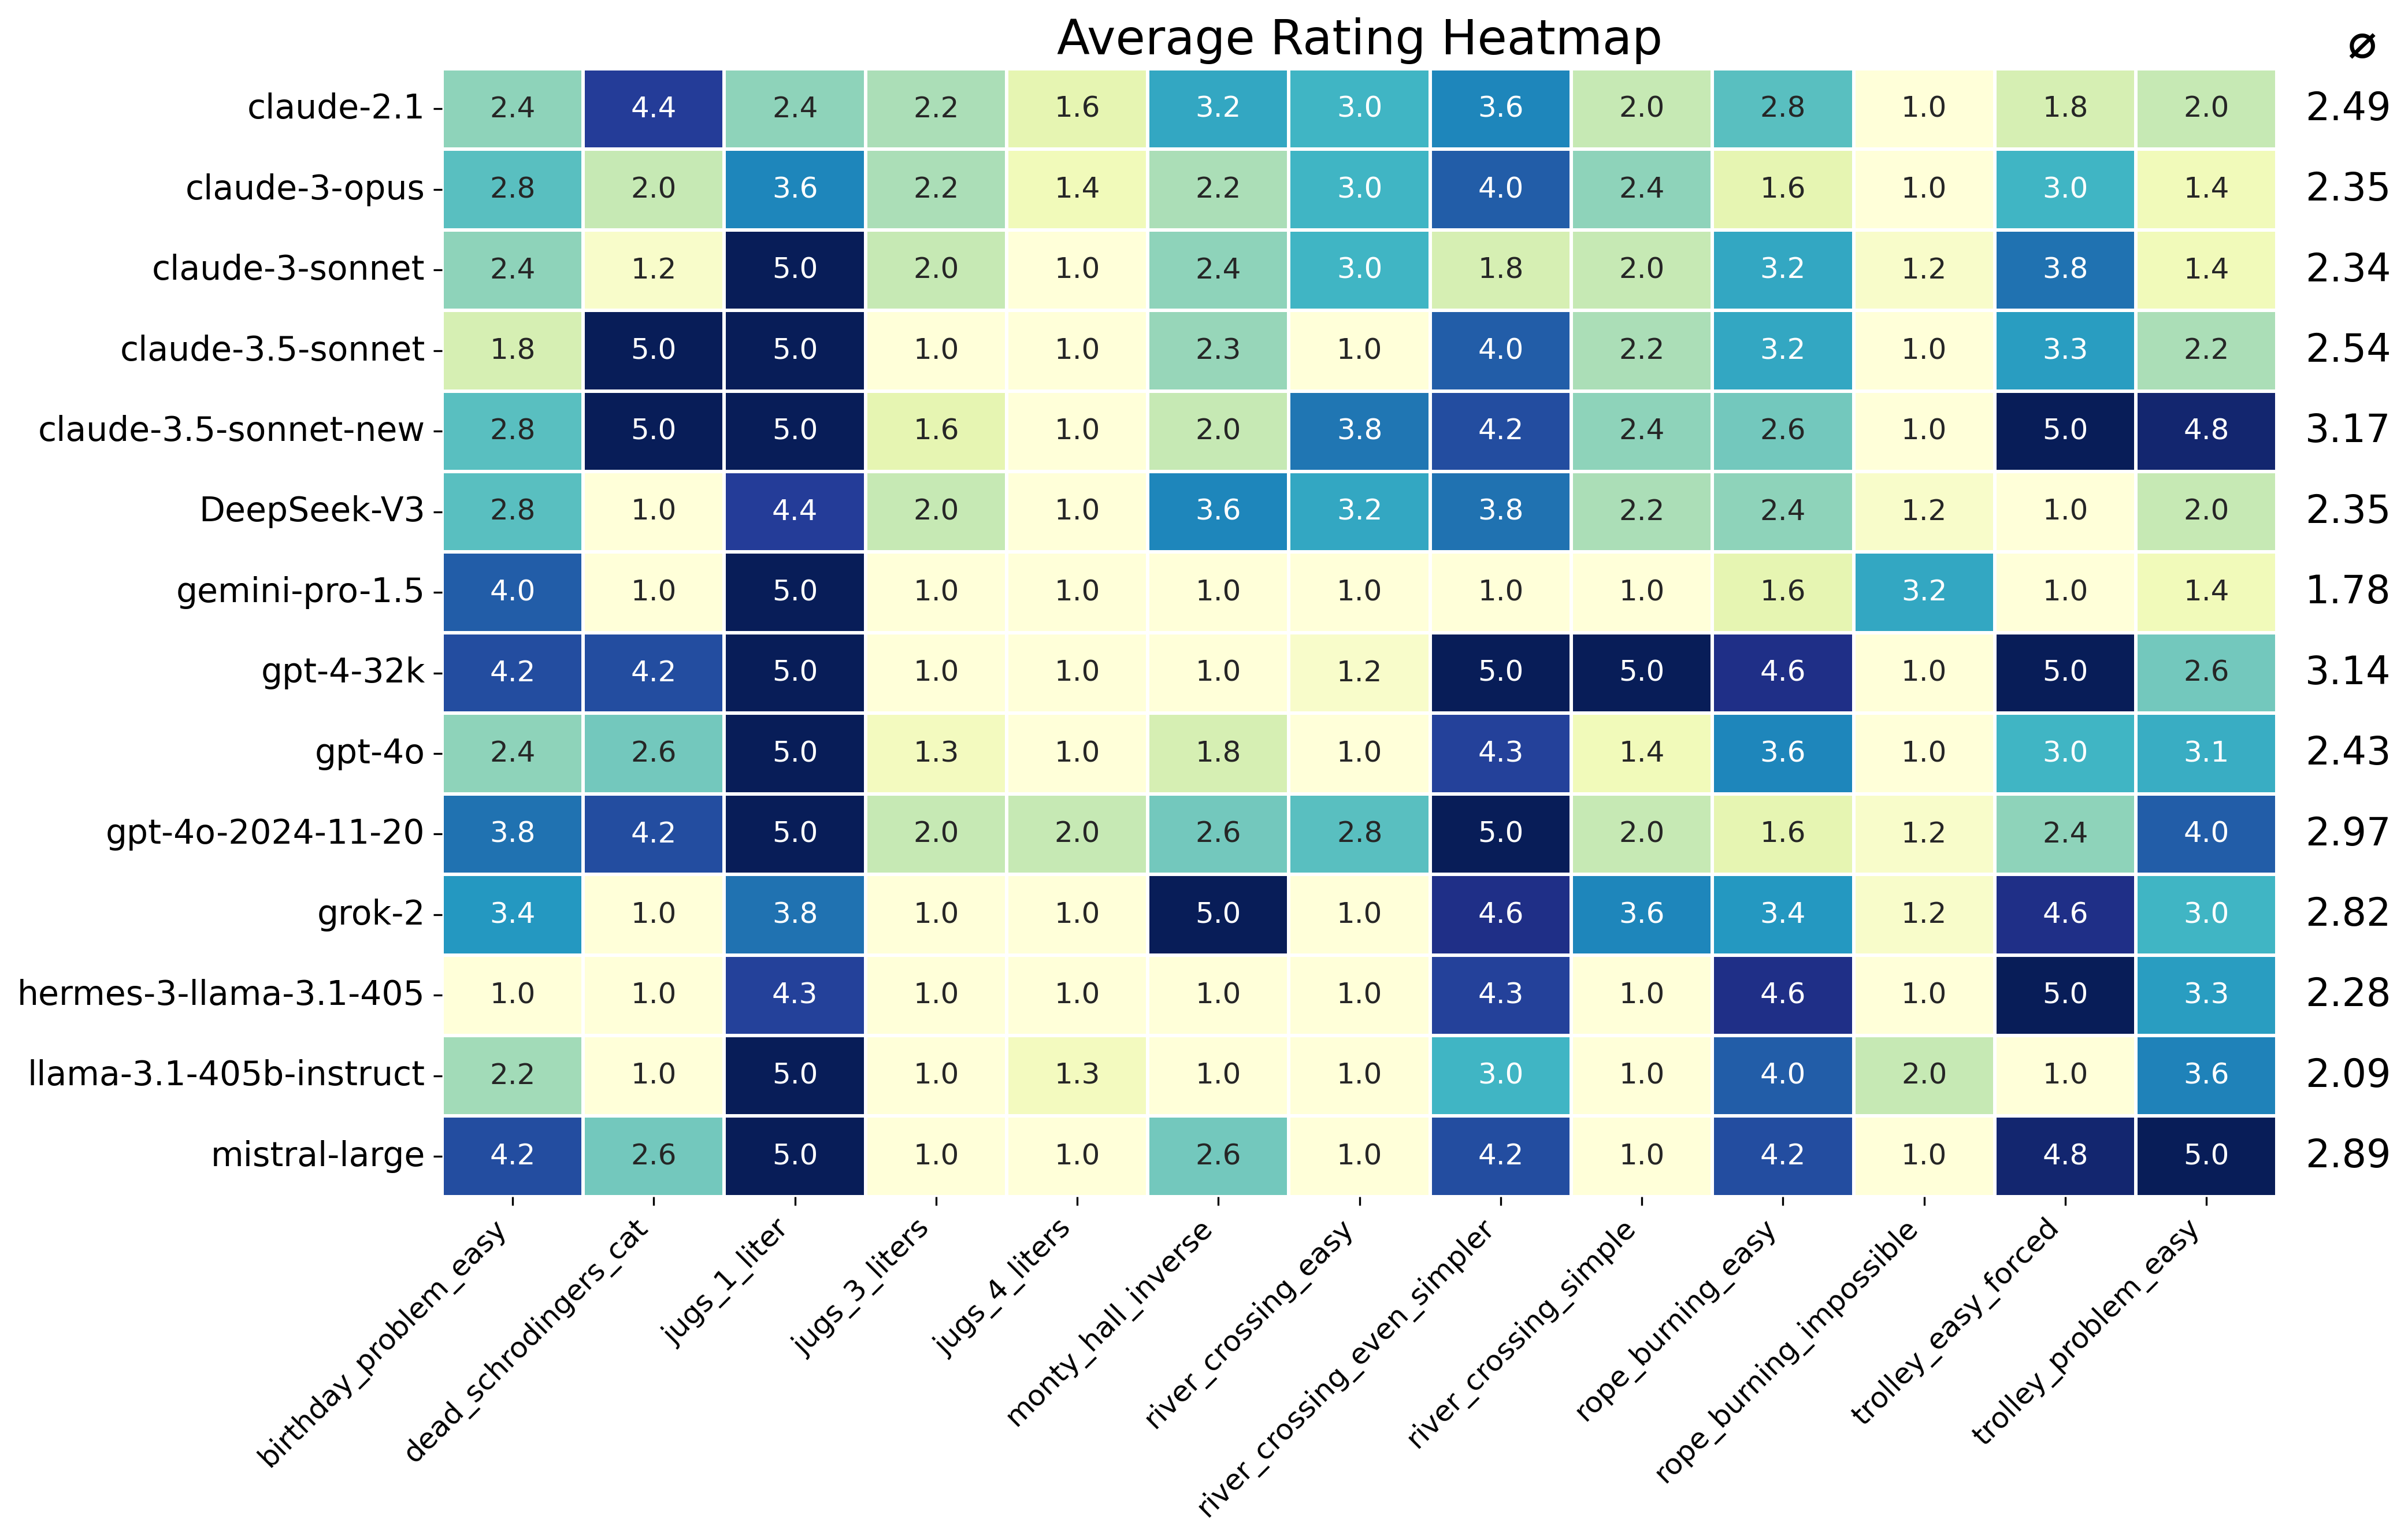 Average Rating Heatmap ⌀
claude-2.1 2.4 4.4 2.4 2.2 1.6 3.2 3.0 3.6 2.0 2.8 1.0 1.8 2.0 2.49
claude-3-opus 2.8 2.0 3.6 2.2 1.4 2.2 3.0 4.0 2.4 1.6 1.0 3.0 1.4 2.35
claude-3-sonnet 2.4 1.2 5.0 2.0 1.0 2.4 3.0 1.8 2.0 3.2 1.2 3.8 1.4 2.34
claude-3.5-sonnet 1.8 5.0 5.0 1.0 1.0 2.3 1.0 4.0 2.2 3.2 1.0 3.3 2.2 2.54
claude-3.5-sonnet-new 2.8 5.0 5.0 1.6 1.0 2.0 3.8 4.2 2.4 2.6 1.0 5.0 4.8 3.17
DeepSeek-V3 2.8 1.0 4.4 2.0 1.0 3.6 3.2 3.8 2.2 2.4 1.2 1.0 2.0 2.35
gemini-pro-1.5 4.0 1.0 5.0 1.0 1.0 1.0 1.0 1.0 1.0 1.6 3.2 1.0 1.4 1.78
gpt-4-32k 4.2 4.2 5.0 1.0 1.0 1.0 1.2 5.0 5.0 4.6 1.0 5.0 2.6 3.14
gpt-4o 2.4 2.6 5.0 1.3 1.0 1.8 1.0 4.3 1.4 3.6 1.0 3.0 3.1 2.43
gpt-4o-2024-11-20 3.8 4.2 5.0 2.0 2.0 2.6 2.8 5.0 2.0 1.6 1.2 2.4 4.0 2.97
grok-2 3.4 1.0 3.8 1.0 1.0 5.0 1.0 4.6 3.6 3.4 1.2 4.6 3.0 2.82
hermes-3-llama-3.1-405 1.0 1.0 4.3 1.0 1.0 1.0 1.0 4.3 1.0 4.6 1.0 5.0 3.3 2.28
llama-3.1-405b-instruct 2.2 1.0 5.0 1.0 1.3 1.0 1.0 3.0 1.0 4.0 2.0 1.0 3.6 2.09
mistral-large 4.2 2.6 5.0 1.0 1.0 2.6 1.0 4.2 1.0 4.2 1.0 4.8 5.0 2.89
birthday_problem_easy
dead_schrodingers_cat
jugs_1_liter
jugs_3_liters
jugs_4_liters
monty_hall_inverse
river_crossing_easy
river_crossing_even_simpler
river_crossing_simple
rope_burning_easy
rope_burning_impossible
trolley_easy_forced
trolley_problem_easy